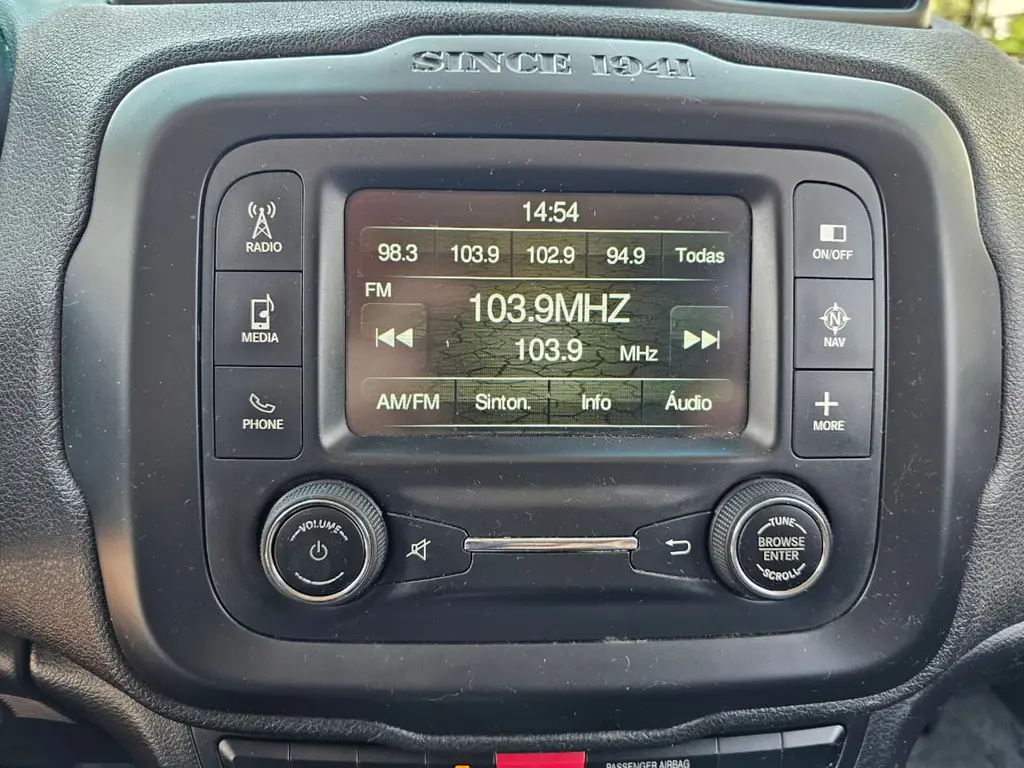 SINCE 1941
RADIO
MEDIA
PHONE
14:54
98.3 103.9 102.9 94.9 Todas
FM
103.9MHZ
103.9 MHz
AM/FM Sinton. Info Áudio
ON/OFF
N
NAV
MORE
VOLUME
TUNE
BROWSE
ENTER
SCROLL
PASSENGER AIRBAG